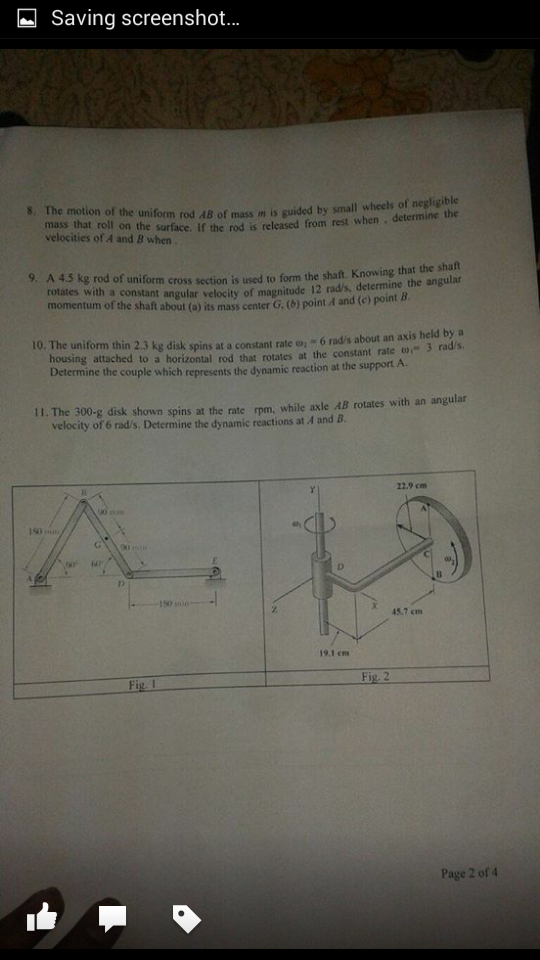 Saving screenshot...
8. The motion of the uniform rod AB of mass m is guided by small wheels of negligible
mass that roll on the surface. If the rod is released from rest when , determine the
velocities of A and B when .
9. A 4.5 kg rod of uniform cross section is used to form the shaft. Knowing that the shaft
rotates with a constant angular velocity of magnitude 12 rad/s, determine the angular
momentum of the shaft about (a) its mass center G, (b) point A and (c) point B.
10. The uniform thin 2.3 kg disk spins at a constant rate ω₂ = 6 rad/s about an axis held by a
housing attached to a horizontal rod that rotates at the constant rate ω₁= 3 rad/s.
Determine the couple which represents the dynamic reaction at the support A.
11. The 300-g disk shown spins at the rate rpm, while axle AB rotates with an angular
velocity of 6 rad/s. Determine the dynamic reactions at A and B.
B
90 mm
180 mm
G
90 mm
60°
60°
A
D
E
180 mm
Fig. 1
Y
22.9 cm
ω₁
A
D
C
ω₂
B
Z
X
45.7 cm
19.1 cm
Fig. 2
Page 2 of 4